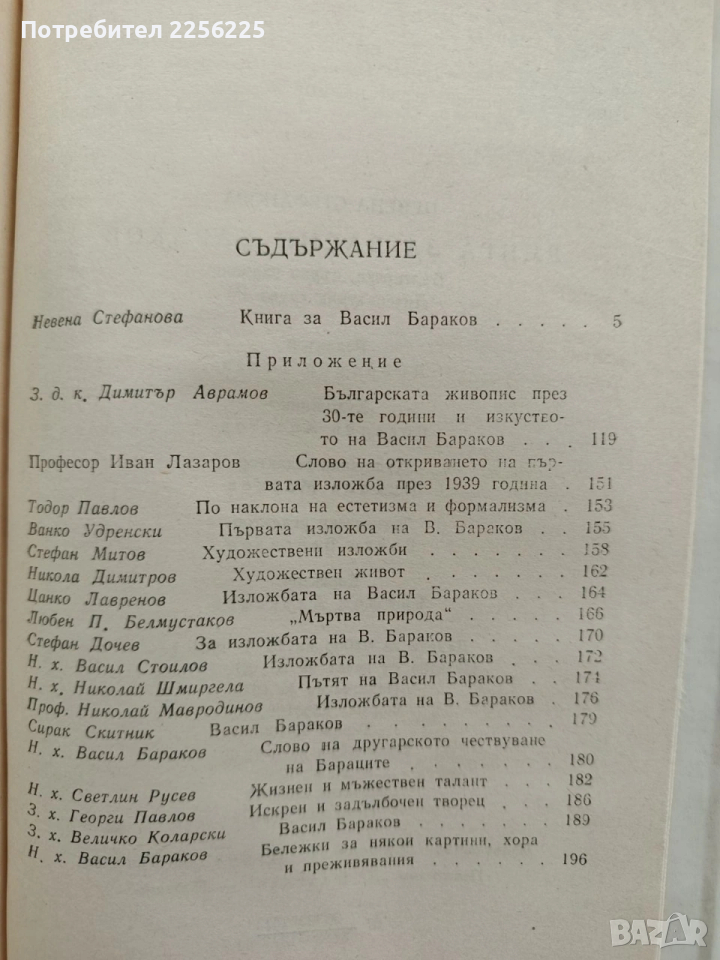 Потребител 2256225
СЪДЪРЖАНИЕ
Невена Стефанова Книга за Васил Бараков . . . . . 5
Приложение
З. д. к. Димитър Аврамов Българската живопис през
30-те години и изкустео-
то на Васил Бараков . . . 119
Професор Иван Лазаров Слово на откриването на пър-
вата изложба през 1939 година . 151
Тодор Павлов По наклона на естетизма и формализма . 153
Ванко Удренски Първата изложба на В. Бараков . . . 155
Стефан Митов Художествени изложби . . . . . . . 158
Никола Димитров Художествен живот . . . . . . . 162
Цанко Лавренов Изложбата на Васил Бараков . . . . 164
Любен П. Белмустаков „Мъртва природа“ . . . . . 166
Стефан Дочев За изложбата на В. Бараков . . . . . 170
Н. х. Васил Стоилов Изложбата на В. Бараков . . . 172
Н. х. Николай Шмиргела Пътят на Васил Бараков . . . 174
Проф. Николай Мавродинов Изложбата на В. Бараков . 176
Сирак Скитник Васил Бараков . . . . . . . . . 179
Н. х. Васил Бараков Слово на другарското чествуване
на Бараците . . . . . . 180
Н. х. Светлин Русев Жизнен и мъжествен талант . . . 182
З. х. Георги Павлов Искрен и задълбочен творец . . . 186
З. х. Величко Коларски Васил Бараков . . . . . . 189
Н. х. Васил Бараков Бележки за някои картини, хора
и преживявания . . . . . 196
BAZAR